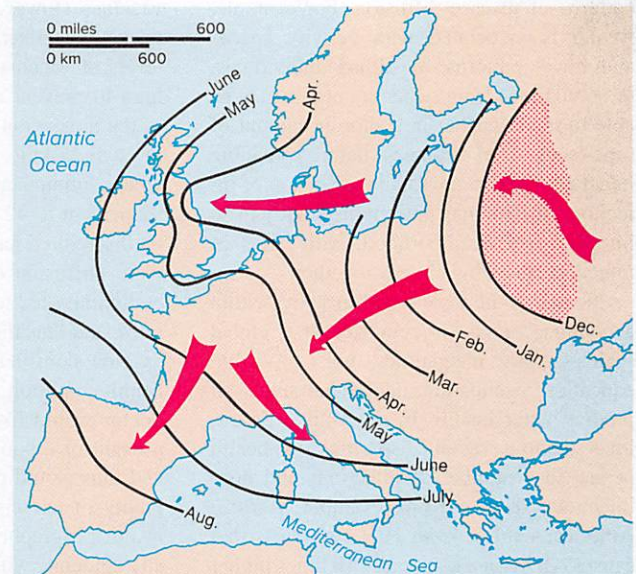 0 miles 600
0 km 600
June
May
Apr.
Atlantic
Ocean
Dec.
Jan.
Feb.
Mar.
Apr.
May
June
July
Aug.
Mediterranean Sea